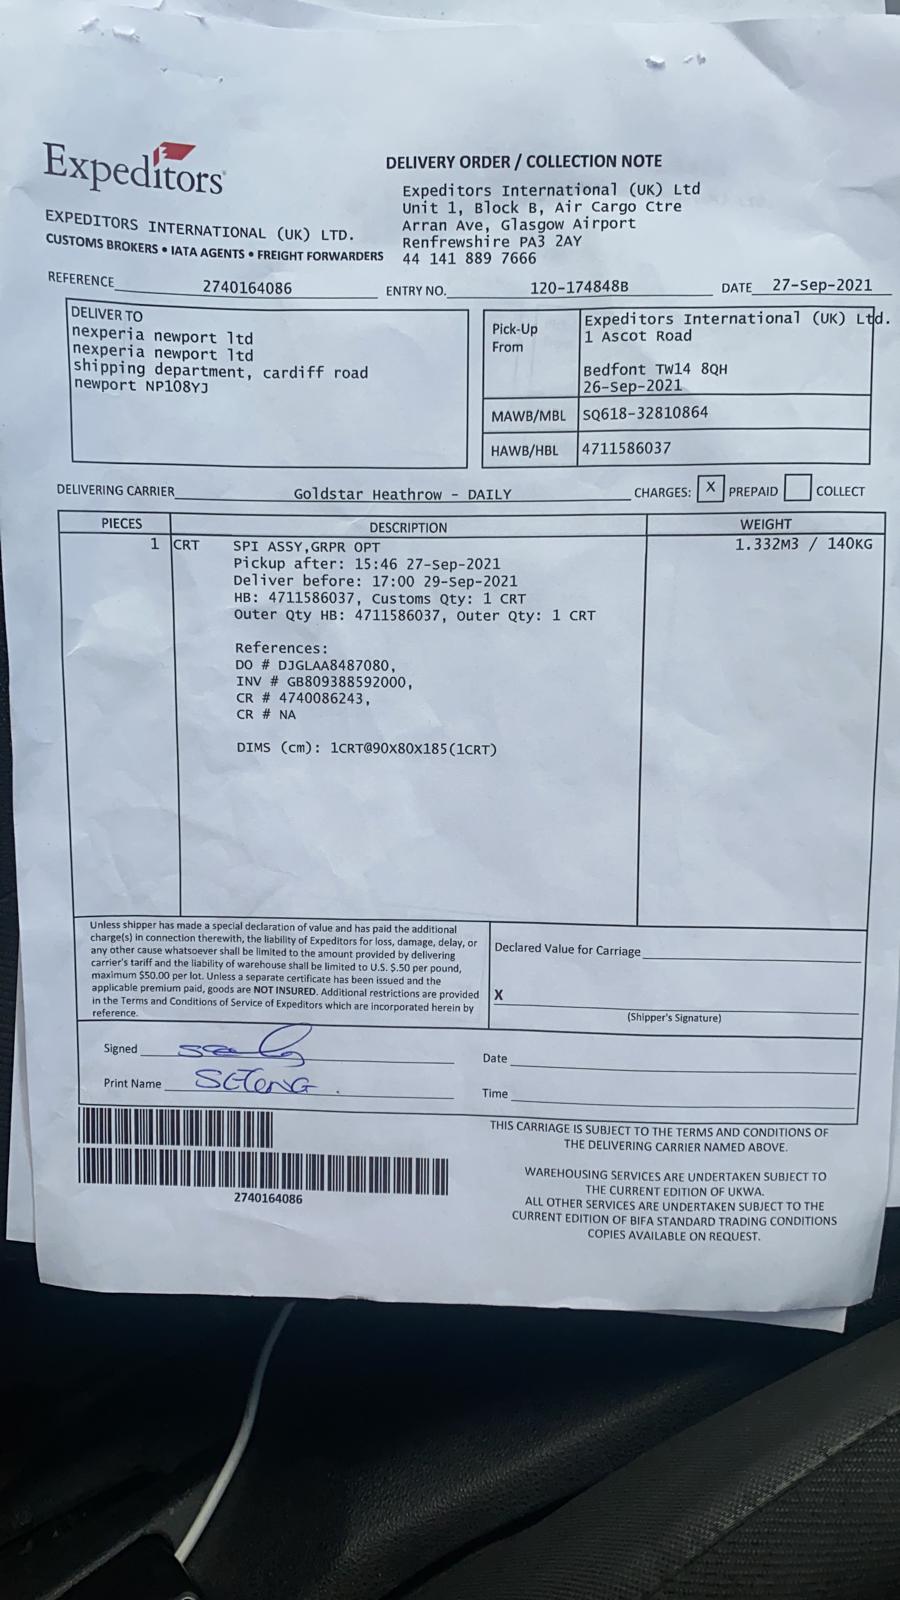 Expeditors
EXPEDITORS INTERNATIONAL (UK) LTD.
CUSTOMS BROKERS • IATA AGENTS • FREIGHT FORWARDERS
DELIVERY ORDER / COLLECTION NOTE
Expeditors International (UK) Ltd
Unit 1, Block B, Air Cargo Ctre
Arran Ave, Glasgow Airport
Renfrewshire PA3 2AY
44 141 889 7666
REFERENCE 2740164086 ENTRY NO. 120-174848B DATE 27-Sep-2021
DELIVER TO
nexperia newport ltd
nexperia newport ltd
shipping department, cardiff road
newport NP108YJ
Pick-Up From
Expeditors International (UK) Ltd.
1 Ascot Road
Bedfont TW14 8QH
26-Sep-2021
MAWB/MBL SQ618-32810864
HAWB/HBL 4711586037
DELIVERING CARRIER Goldstar Heathrow - DAILY CHARGES: X PREPAID COLLECT
PIECES DESCRIPTION WEIGHT
1 CRT SPI ASSY,GRPR OPT 1.332M3 / 140KG
Pickup after: 15:46 27-Sep-2021
Deliver before: 17:00 29-Sep-2021
HB: 4711586037, Customs Qty: 1 CRT
Outer Qty HB: 4711586037, Outer Qty: 1 CRT
References:
DO # DJGLAA8487080,
INV # GB809388592000,
CR # 4740086243,
CR # NA
DIMS (cm): 1CRT@90X80X185(1CRT)
Unless shipper has made a special declaration of value and has paid the additional
charge(s) in connection therewith, the liability of Expeditors for loss, damage, delay, or
any other cause whatsoever shall be limited to the amount provided by delivering
carrier's tariff and the liability of warehouse shall be limited to U.S. $.50 per pound,
maximum $50.00 per lot. Unless a separate certificate has been issued and the
applicable premium paid, goods are NOT INSURED. Additional restrictions are provided
in the Terms and Conditions of Service of Expeditors which are incorporated herein by
reference.
Declared Value for Carriage
X
(Shipper's Signature)
Signed
Print Name
Date
Time
2740164086
THIS CARRIAGE IS SUBJECT TO THE TERMS AND CONDITIONS OF
THE DELIVERING CARRIER NAMED ABOVE.
WAREHOUSING SERVICES ARE UNDERTAKEN SUBJECT TO
THE CURRENT EDITION OF UKWA.
ALL OTHER SERVICES ARE UNDERTAKEN SUBJECT TO THE
CURRENT EDITION OF BIFA STANDARD TRADING CONDITIONS
COPIES AVAILABLE ON REQUEST.